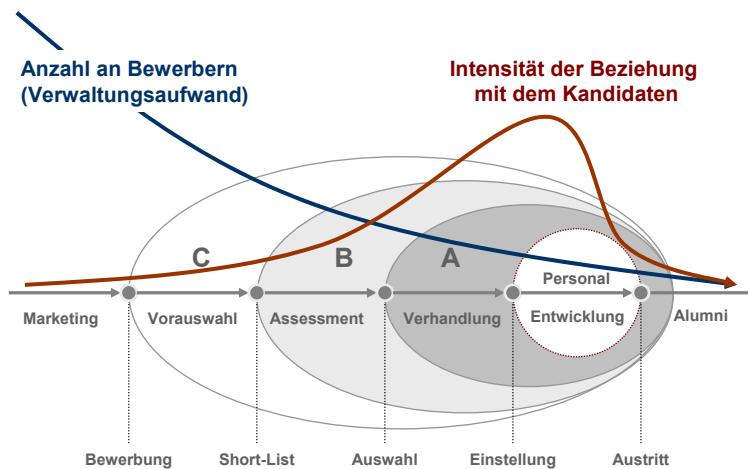 Anzahl an Bewerbern
(Verwaltungsaufwand)
Intensität der Beziehung
mit dem Kandidaten
C
B
A
Marketing
Vorauswahl
Assessment
Verhandlung
Personal
Entwicklung
Alumni
Bewerbung
Short-List
Auswahl
Einstellung
Austritt